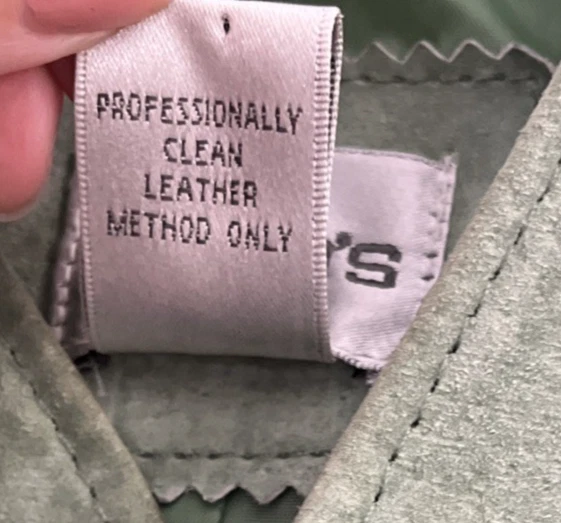 PROFESSIONALLY
CLEAN
LEATHER
METHOD ONLY
'S